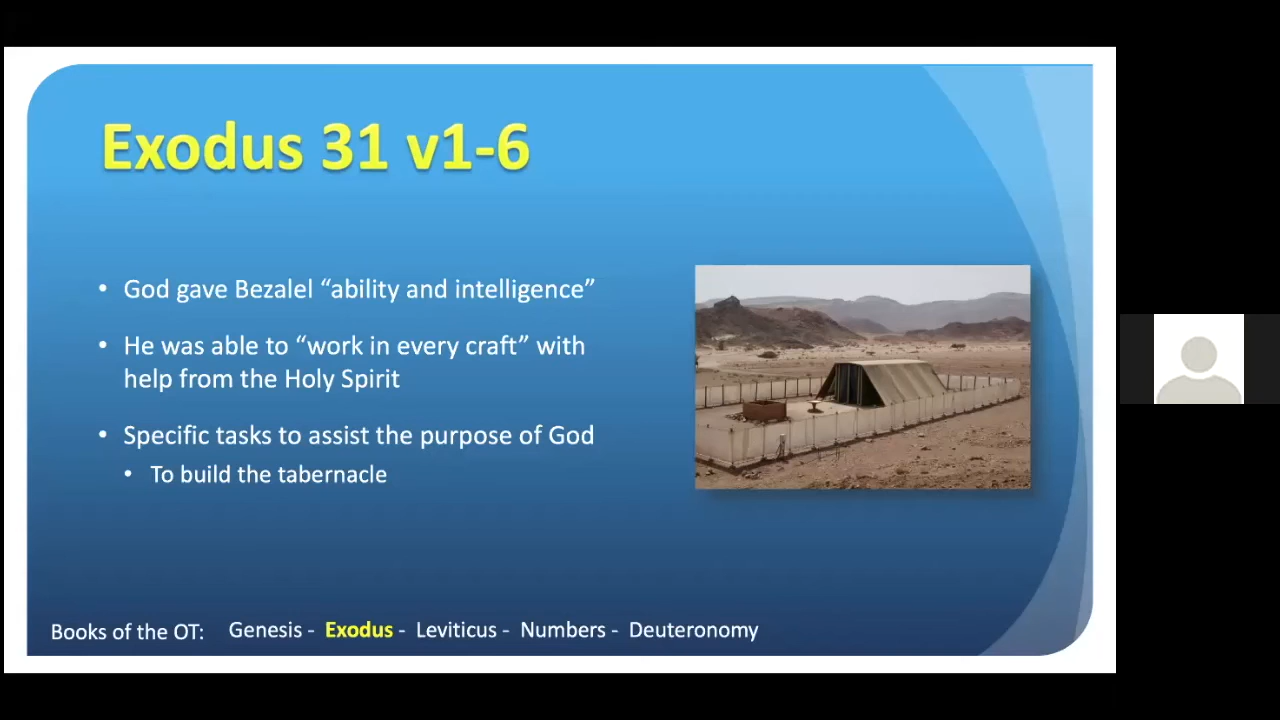 Exodus 31 v1-6
• God gave Bezalel “ability and intelligence”
• He was able to “work in every craft” with
help from the Holy Spirit
• Specific tasks to assist the purpose of God
• To build the tabernacle
Books of the OT: Genesis - Exodus - Leviticus - Numbers - Deuteronomy